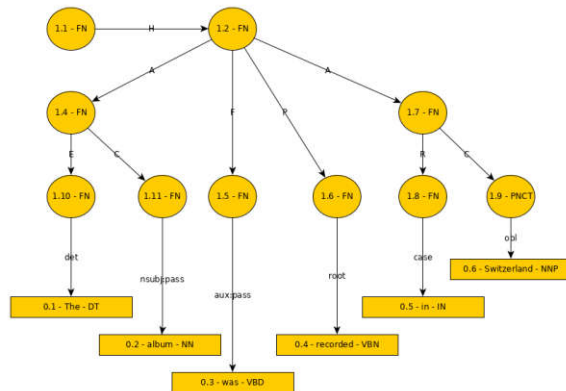 1.1 - FN
H
1.2 - FN
A
F
P
A
1.4 - FN
1.7 - FN
E
C
R
C
1.10 - FN
1.11 - FN
1.5 - FN
1.6 - FN
1.8 - FN
1.9 - PNCT
obl
det
case
0.6 - Switzerland - NNP
root
nsubj:pass
aux:pass
0.1 - The - DT
0.5 - in - IN
0.2 - album - NN
0.4 - recorded - VBN
0.3 - was - VBD